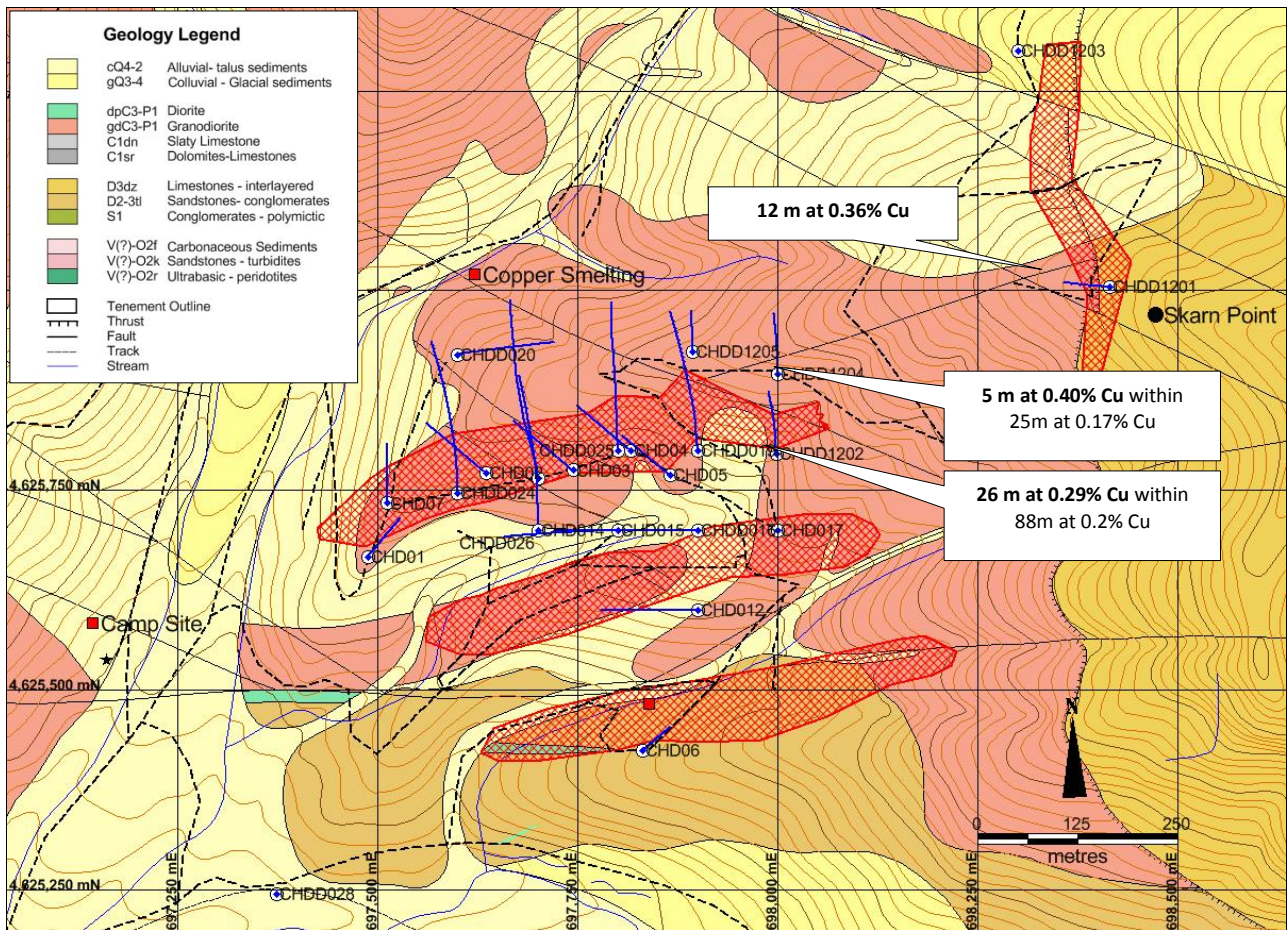 Geology Legend
cQ4-2 Alluvial- talus sediments
gQ3-4 Colluvial - Glacial sediments
dpC3-P1 Diorite
gdC3-P1 Granodiorite
C1dn Slaty Limestone
C1sr Dolomites-Limestones
D3dz Limestones - interlayered
D2-3tl Sandstones- conglomerates
S1 Conglomerates - polymictic
V(?)-O2f Carbonaceous Sediments
V(?)-O2k Sandstones - turbidites
V(?)-O2r Ultrabasic - peridotites
Tenement Outline
Thrust
Fault
Track
Stream
CHDD1203
12 m at 0.36% Cu
Copper Smelting
CHDD1201
Skarn Point
CHDD020
CHDD1205
CHDD1204
5 m at 0.40% Cu within
25m at 0.17% Cu
CHDD025
CHD04
CHDD1202
CHD03
CHD05
4,625,750 mN
CHDD024
CHD07
26 m at 0.29% Cu within
88m at 0.2% Cu
CHDD026
CHD014
CHD015
CHD017
CHD01
CHD012
Camp Site
4,625,500 mN
N
CHD06
0 125 250
metres
4,625,250 mN
CHDD028
697,250 mE
697,500 mE
697,750 mE
698,000 mE
698,250 mE
698,500 mE